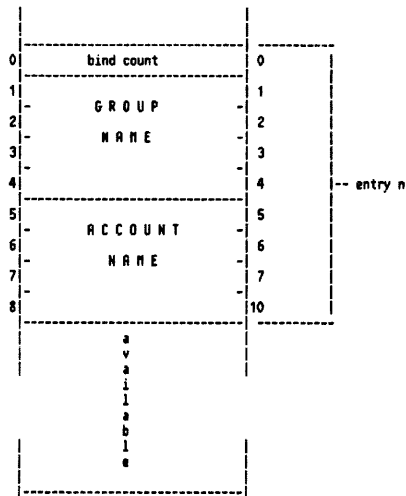 0 bind count 0
1 1
GROUP
2 2
NAME
3 3
4 4 -- entry n
5 5
ACCOUNT
6 6
NAME
7 7
8 10
a
v
a
i
l
a
b
l
e